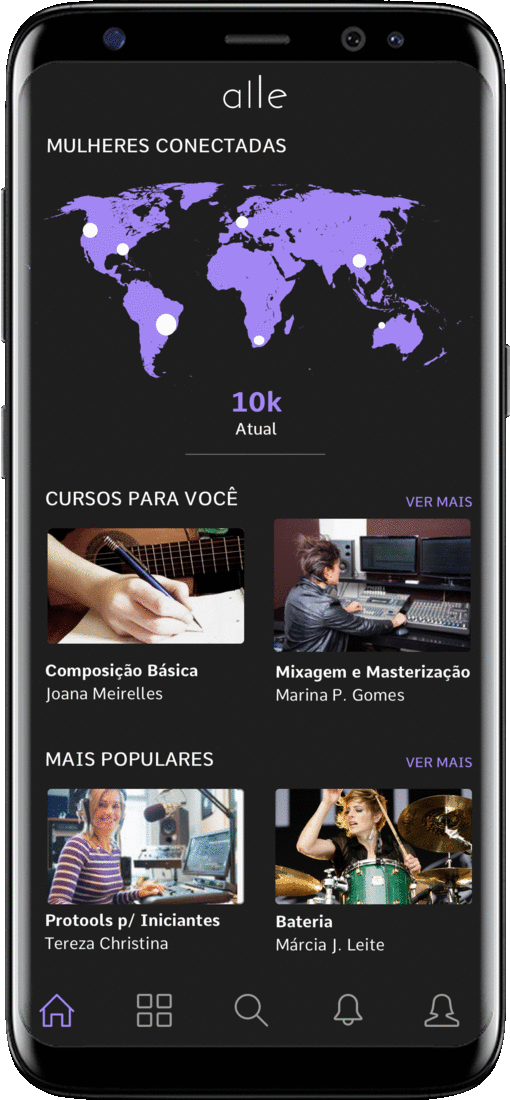 alle
MULHERES CONECTADAS
10k
Atual
CURSOS PARA VOCÊ
VER MAIS
Composição Básica
Joana Meirelles
Mixagem e Masterização
Marina P. Gomes
MAIS POPULARES
VER MAIS
Protools p/ Iniciantes
Tereza Christina
Bateria
Márcia J. Leite